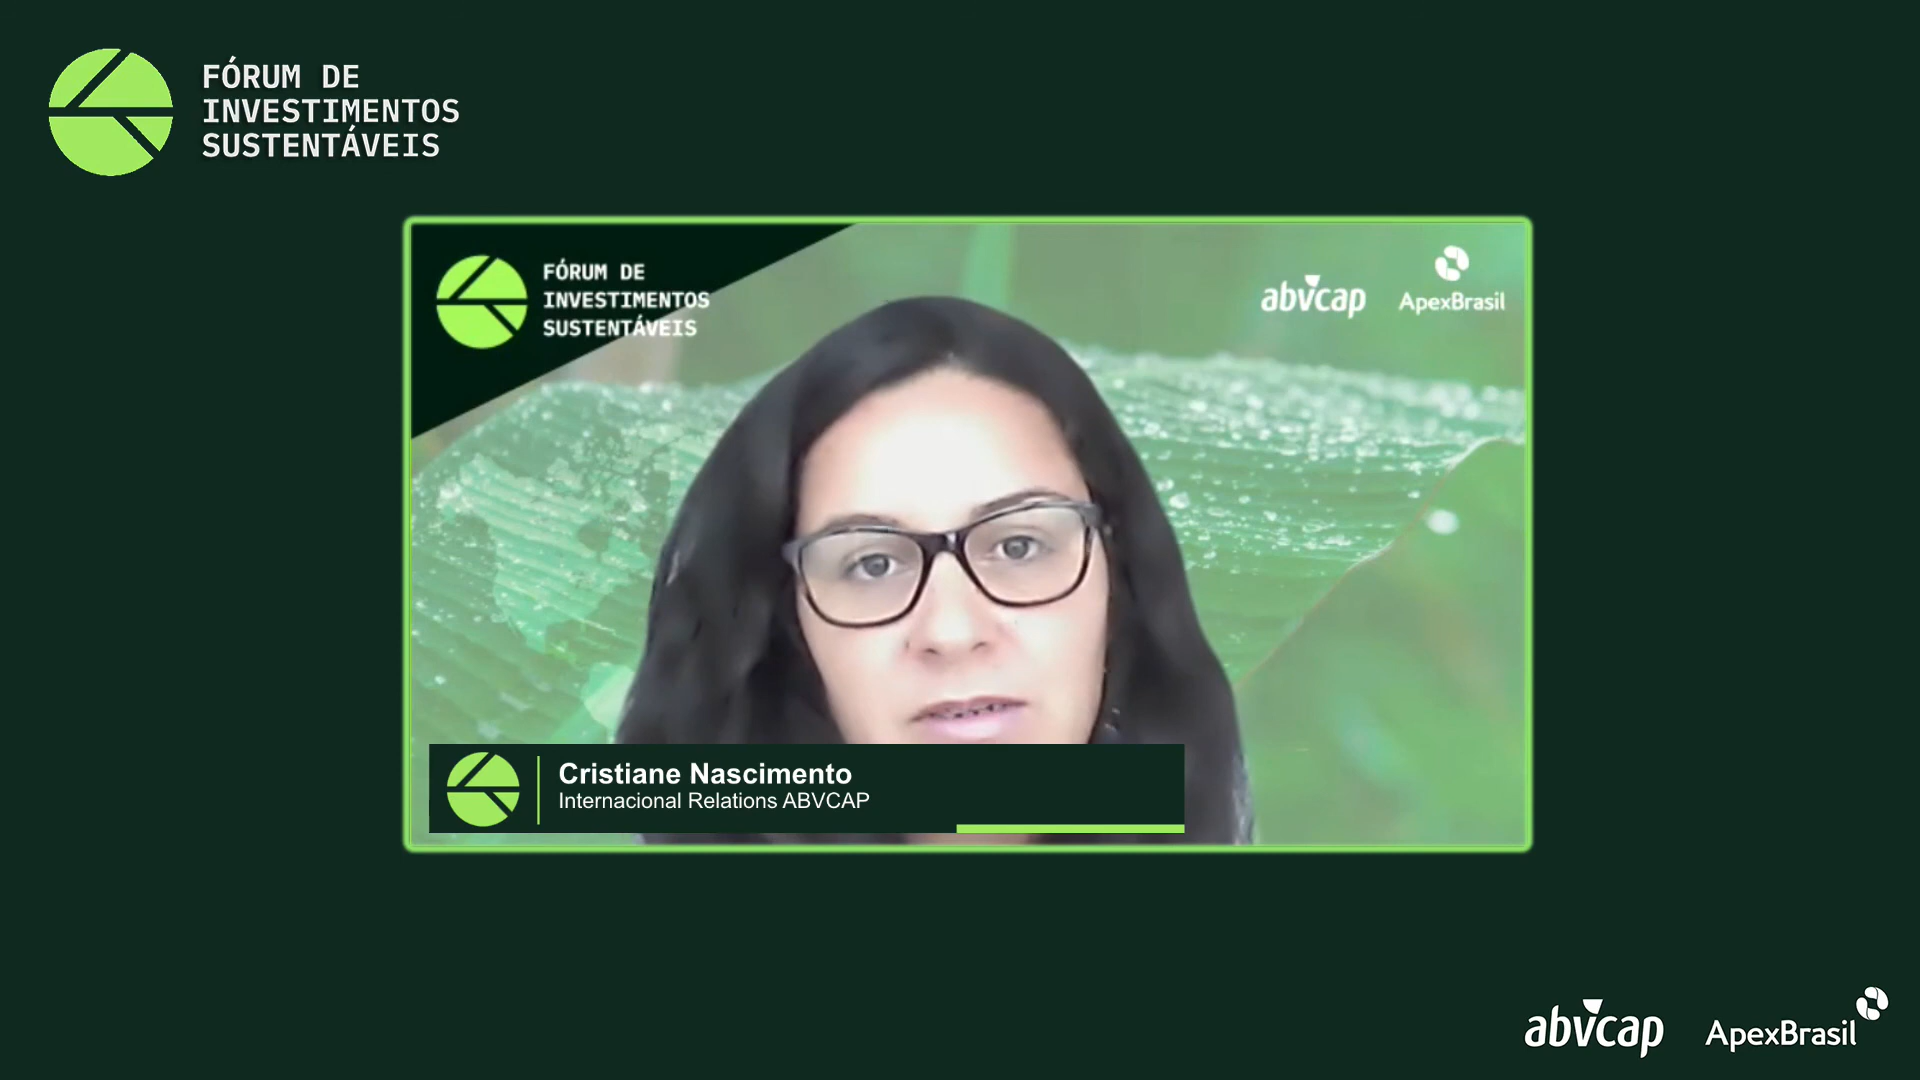 FÓRUM DE
INVESTIMENTOS
SUSTENTÁVEIS
FÓRUM DE
INVESTIMENTOS
SUSTENTÁVEIS
abvcap
ApexBrasil
Cristiane Nascimento
Internacional Relations ABVCAP
abvcap
ApexBrasil